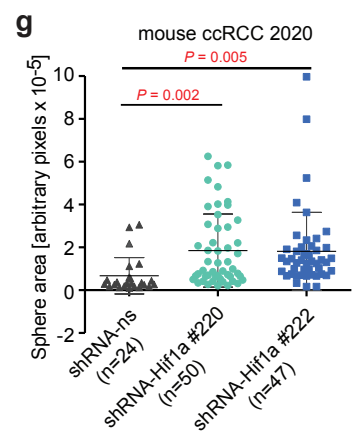 g
mouse ccRCC 2020
P = 0.005
P = 0.002
Sphere area [arbitrary pixels x 10-5)
10
8
6
4
2
0
-2
shRNA-ns
(n=24)
shRNA-Hif1a #220
(n=50)
shRNA-Hif1a #222
(n=47)